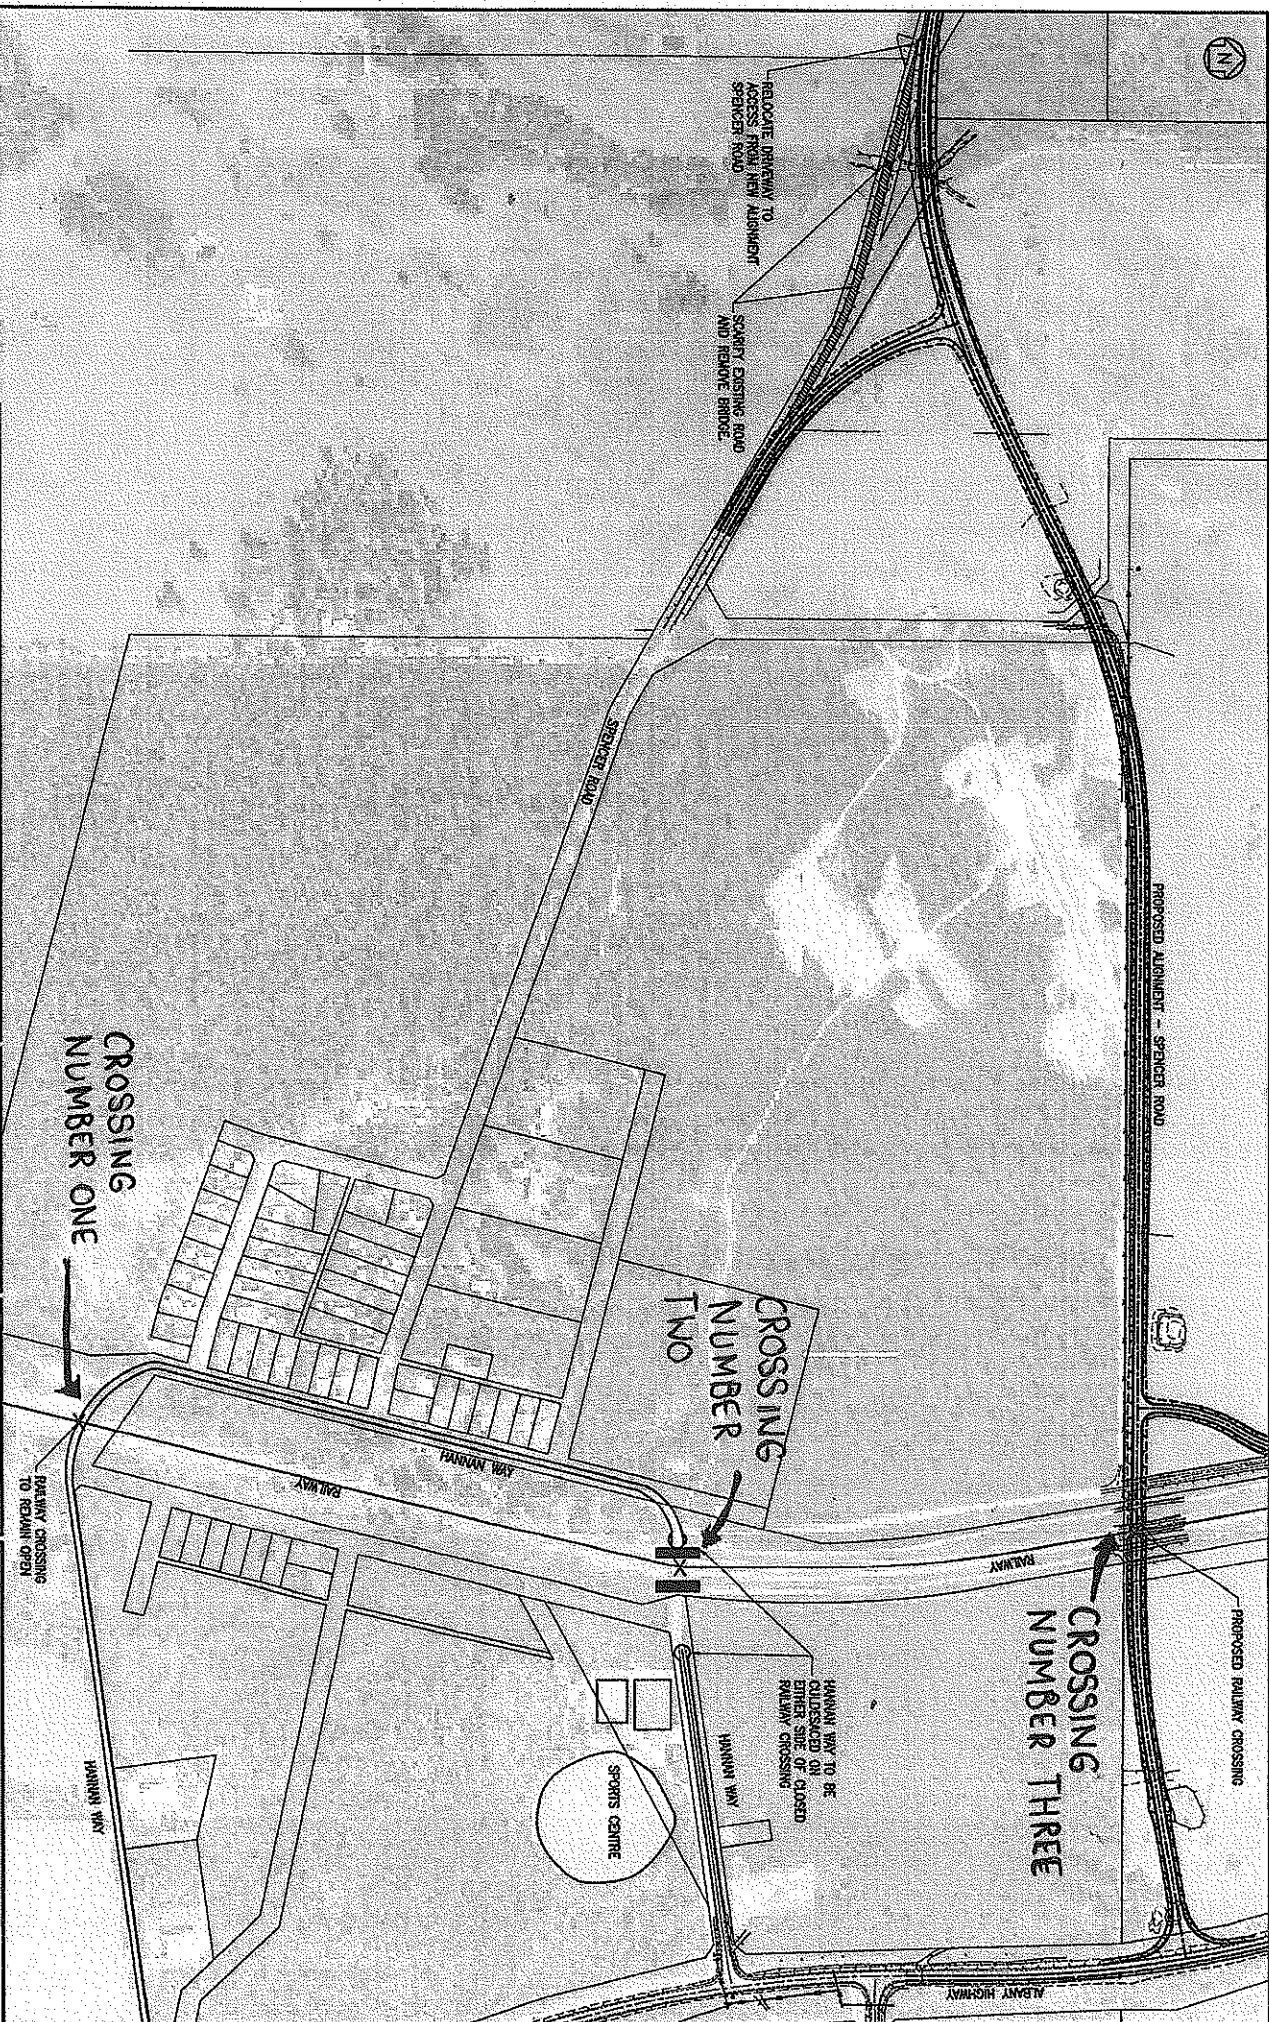 N
RELOCATE DRIVEWAY TO
ACCESS FROM NEW ALIGNMENT
SPENCER ROAD
SCARIFY EXISTING ROAD
AND REMOVE BRIDGE.
SPENCER ROAD
PROPOSED ALIGNMENT - SPENCER ROAD
CROSSING
NUMBER ONE
CROSSING
NUMBER
TWO
HANNAN WAY
RAILWAY
RAILWAY CROSSING
TO REMAIN OPEN
RAILWAY
CROSSING
NUMBER THREE
PROPOSED RAILWAY CROSSING
HANNAN WAY TO BE
CULDESACED ON
EITHER SIDE OF CLOSED
RAILWAY CROSSING
HANNAN WAY
SPORTS CENTRE
HANNAN WAY
ALBANY HIGHWAY